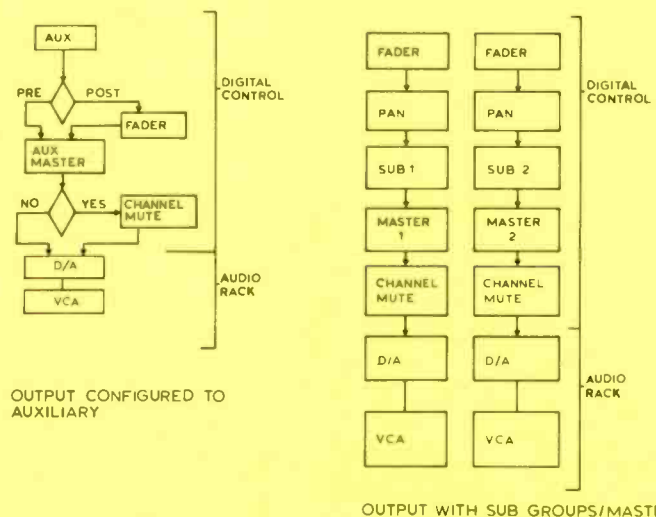 AUX
PRE
POST
FADER
AUX
MASTER
NO
YES
CHANNEL
MUTE
D/A
VCA
DIGITAL
CONTROL
AUDIO
RACK
OUTPUT CONFIGURED TO
AUXILIARY
FADER
PAN
SUB 1
MASTER
1
CHANNEL
MUTE
D/A
VCA
FADER
PAN
SUB 2
MASTER
2
CHANNEL
MUTE
D/A
VCA
DIGITAL
CONTROL
AUDIO
RACK
OUTPUT WITH SUB GROUPS/MAST